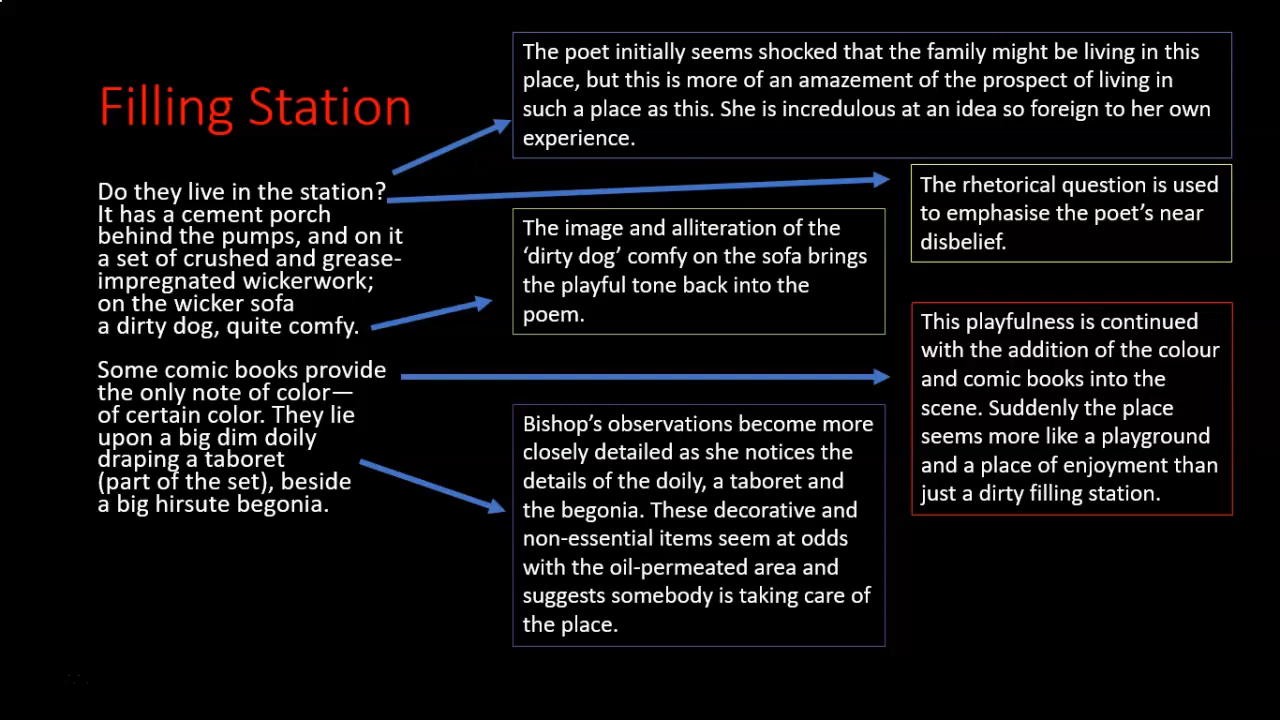 Filling Station
Do they live in the station?
It has a cement porch
behind the pumps, and on it
a set of crushed and grease-
impregnated wickerwork;
on the wicker sofa
a dirty dog, quite comfy.
Some comic books provide
the only note of color—
of certain color. They lie
upon a big dim doily
draping a taboret
(part of the set), beside
a big hirsute begonia.
The poet initially seems shocked that the family might be living in this
place, but this is more of an amazement of the prospect of living in
such a place as this. She is incredulous at an idea so foreign to her own
experience.
The rhetorical question is used
to emphasise the poet’s near
disbelief.
The image and alliteration of the
‘dirty dog’ comfy on the sofa brings
the playful tone back into the
poem.
This playfulness is continued
with the addition of the colour
and comic books into the
scene. Suddenly the place
seems more like a playground
and a place of enjoyment than
just a dirty filling station.
Bishop’s observations become more
closely detailed as she notices the
details of the doily, a taboret and
the begonia. These decorative and
non-essential items seem at odds
with the oil-permeated area and
suggests somebody is taking care of
the place.